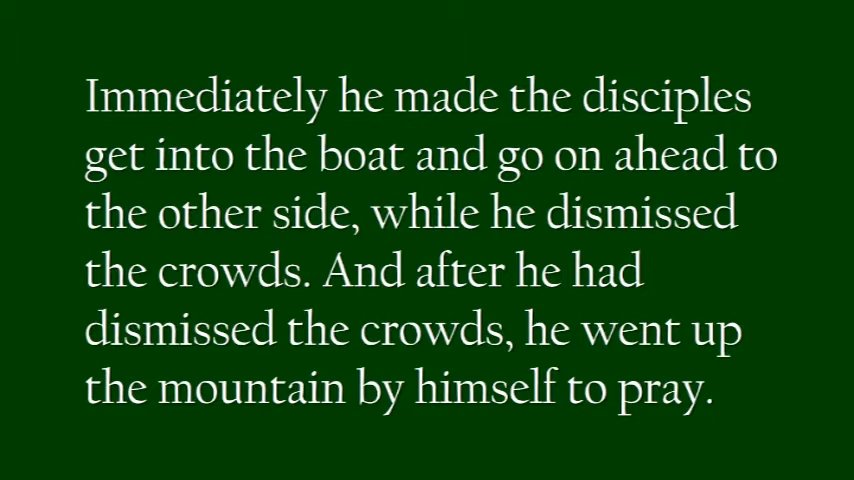 Immediately he made the disciples
get into the boat and go on ahead to
the other side, while he dismissed
the crowds. And after he had
dismissed the crowds, he went up
the mountain by himself to pray.